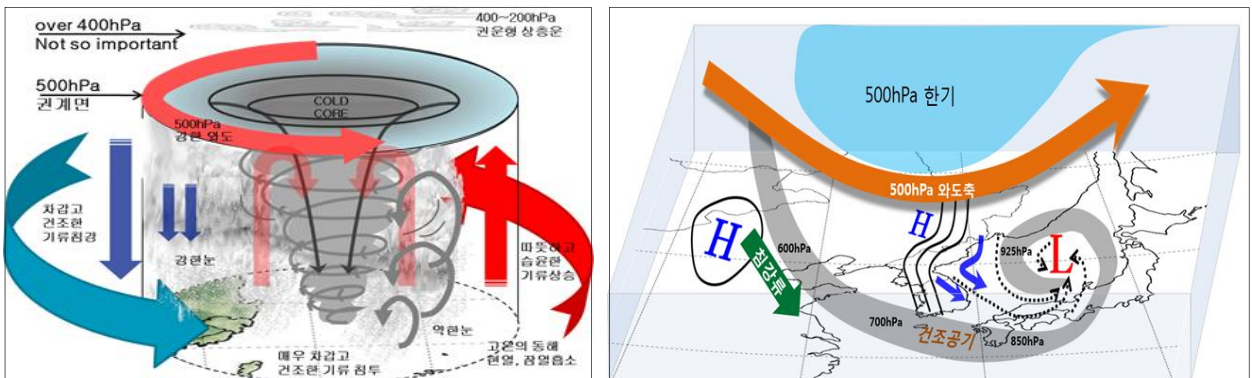 over 400hPa
Not so important
400~200hPa
권운형 상층운
500hPa
권계면
COLD
CORE
500hPa
강한 와도
차갑고
건조한
기류침강
강한눈
따뜻하고
습윤한
기류상승
약한눈
매우 차갑고
건조한 기류 침투
고온의 동해
현열, 잠열흡소
500hPa 한기
500hPa 와도축
H
H
침강류
600hPa
925hPa
L
700hPa
건조공기
850hPa